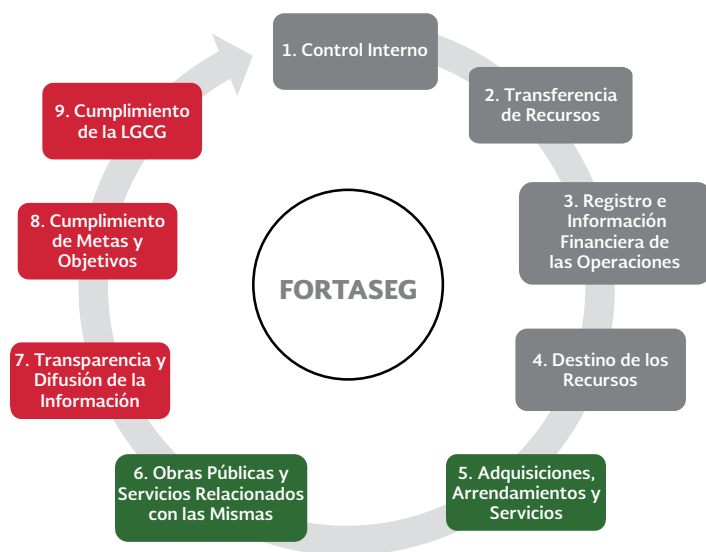 1. Control Interno
2. Transferencia
de Recursos
3. Registro e
Información
Financiera de
las Operaciones
4. Destino de los
Recursos
5. Adquisiciones,
Arrendamientos y
Servicios
6. Obras Públicas y
Servicios Relacionados
con las Mismas
7. Transparencia y
Difusión de la
Información
8. Cumplimiento
de Metas y
Objetivos
9. Cumplimiento
de la LGCG
FORTASEG